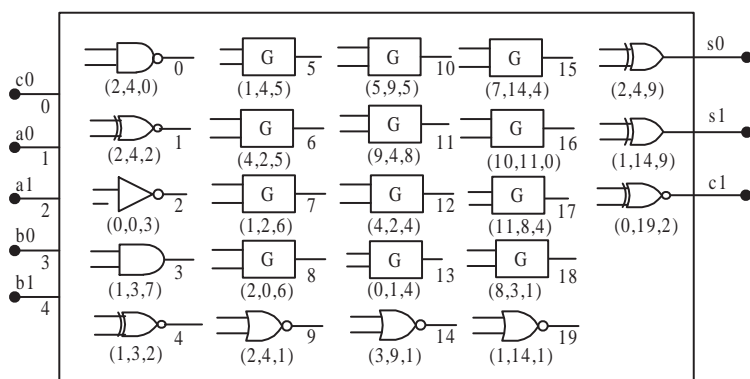 G 5 G 10 G 15 s0
0
(2,4,0) (1,4,5) (5,9,5) (7,14,4) (2,4,9)
c0
0
G 6 G 11 G 16 s1
1
a0
(2,4,2) (4,2,5) (9,4,8) (10,11,0) (1,14,9)
1
a1
2
G 7 G 12 G 17 c1
2
(0,0,3) (1,2,6) (4,2,4) (11,8,4) (0,19,2)
b0
3
3 G 8 G 13 G 18
(1,3,7) (2,0,6) (0,1,4) (8,3,1)
b1
4
4 9 14 19
(1,3,2) (2,4,1) (3,9,1) (1,14,1)